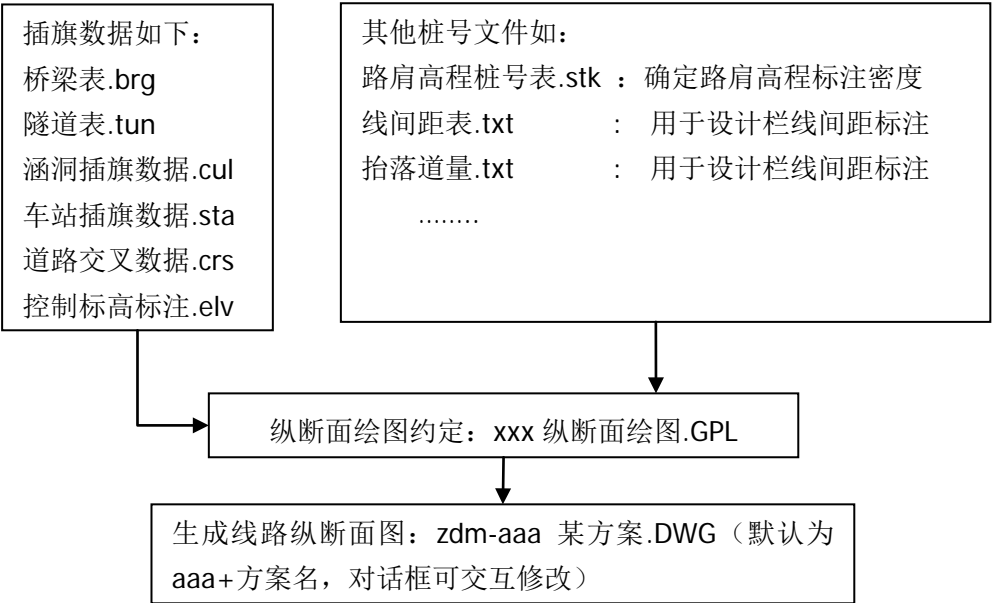 插旗数据如下：
桥梁表.brg
隧道表.tun
涵洞插旗数据.cul
车站插旗数据.sta
道路交叉数据.crs
控制标高标注.elv
其他桩号文件如：
路肩高程桩号表.stk ：确定路肩高程标注密度
线间距表.txt : 用于设计栏线间距标注
抬落道量.txt : 用于设计栏线间距标注
........
纵断面绘图约定：xxx 纵断面绘图.GPL
生成线路纵断面图：zdm-aaa 某方案.DWG（默认为
aaa+方案名，对话框可交互修改）